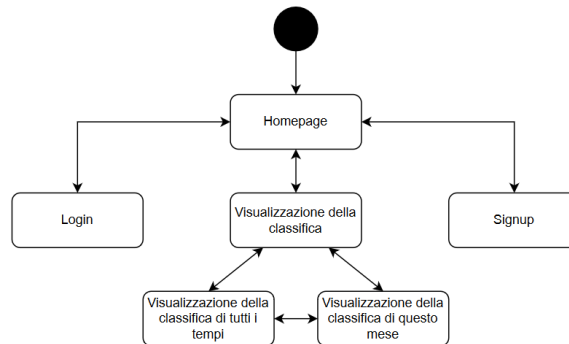 Homepage
Login
Visualizzazione della
classifica
Signup
Visualizzazione della
classifica di tutti i
tempi
Visualizzazione della
classifica di questo
mese